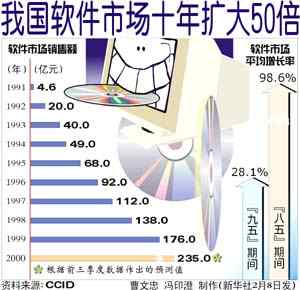 我国软件市场十年扩大50倍
软件市场销售额
(年) (亿元)
1991 4.6
1992 20.0
1993 40.0
1994 49.0
1995 68.0
1996 92.0
1997 112.0
1998 138.0
1999 176.0
2000 235.0
根据前三季度数据作出的预测值
软件市场
平均增长率
98.6%
28.1%
『九五』期间
『八五』期间
资料来源:CCID 曹文忠 冯印澄 制作(新华社2月8日发)